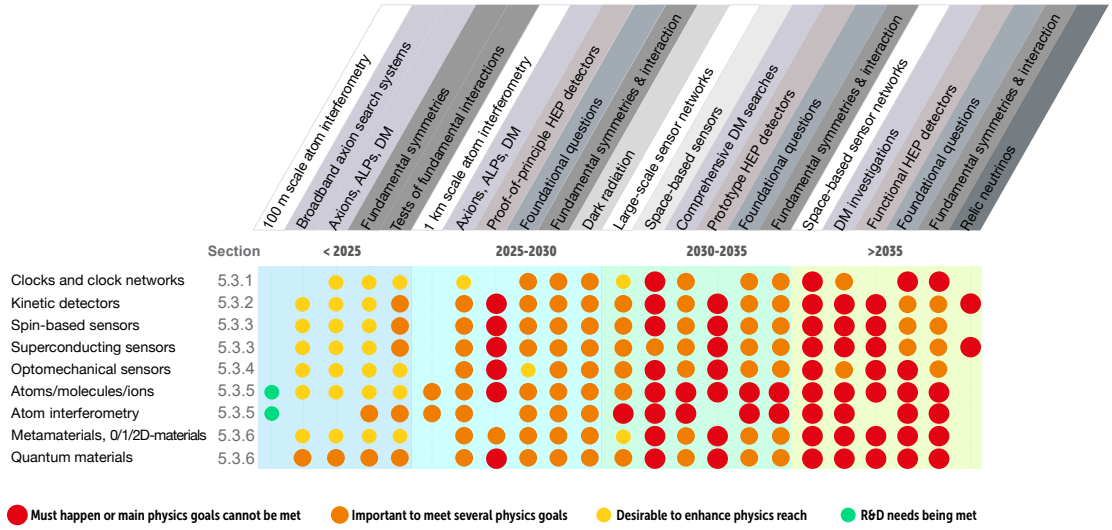 100 m scale atom interferometry
Broadband axion search systems
Axions, ALPs, DM
Fundamental symmetries
Tests of fundamental interactions
1 km scale atom interferometry
Axions, ALPs, DM
Proof-of-principle HEP detectors
Foundational questions
Fundamental symmetries & interaction
Dark radiation
Large-scale sensor networks
Space-based sensors
Comprehensive DM searches
Prototype HEP detectors
Foundational questions
Fundamental symmetries & interaction
Space-based sensor networks
DM investigations
Functional HEP detectors
Foundational questions
Fundamental symmetries & interaction
Relic neutrinos
Section < 2025 2025-2030 2030-2035 >2035
Clocks and clock networks 5.3.1
Kinetic detectors 5.3.2
Spin-based sensors 5.3.3
Superconducting sensors 5.3.3
Optomechanical sensors 5.3.4
Atoms/molecules/ions 5.3.5
Atom interferometry 5.3.5
Metamaterials, 0/1/2D-materials 5.3.6
Quantum materials 5.3.6
Must happen or main physics goals cannot be met Important to meet several physics goals Desirable to enhance physics reach R&D needs being met